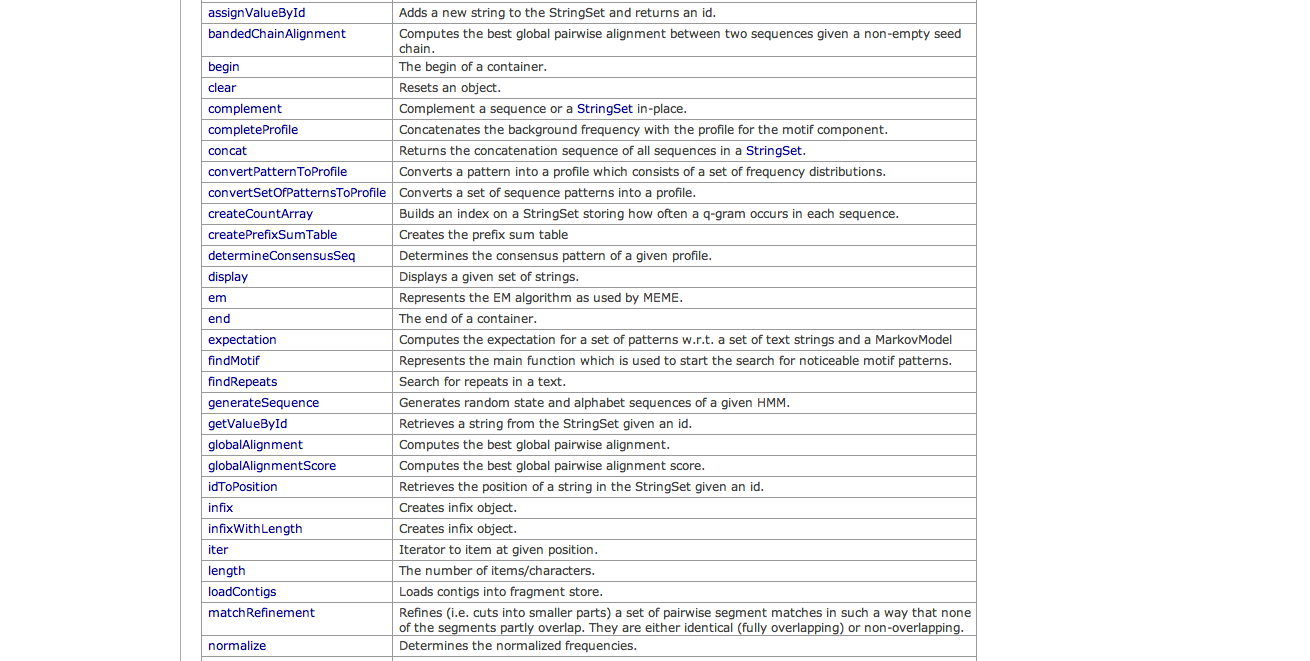 assignValueById Adds a new string to the StringSet and returns an id.
bandedChainAlignment Computes the best global pairwise alignment between two sequences given a non-empty seed
chain.
begin The begin of a container.
clear Resets an object.
complement Complement a sequence or a StringSet in-place.
completeProfile Concatenates the background frequency with the profile for the motif component.
concat Returns the concatenation sequence of all sequences in a StringSet.
convertPatternToProfile Converts a pattern into a profile which consists of a set of frequency distributions.
convertSetOfPatternsToProfile Converts a set of sequence patterns into a profile.
createCountArray Builds an index on a StringSet storing how often a q-gram occurs in each sequence.
createPrefixSumTable Creates the prefix sum table
determineConsensusSeq Determines the consensus pattern of a given profile.
display Displays a given set of strings.
em Represents the EM algorithm as used by MEME.
end The end of a container.
expectation Computes the expectation for a set of patterns w.r.t. a set of text strings and a MarkovModel
findMotif Represents the main function which is used to start the search for noticeable motif patterns.
findRepeats Search for repeats in a text.
generateSequence Generates random state and alphabet sequences of a given HMM.
getValueById Retrieves a string from the StringSet given an id.
globalAlignment Computes the best global pairwise alignment.
globalAlignmentScore Computes the best global pairwise alignment score.
idToPosition Retrieves the position of a string in the StringSet given an id.
infix Creates infix object.
infixWithLength Creates infix object.
iter Iterator to item at given position.
length The number of items/characters.
loadContigs Loads contigs into fragment store.
matchRefinement Refines (i.e. cuts into smaller parts) a set of pairwise segment matches in such a way that none
of the segments partly overlap. They are either identical (fully overlapping) or non-overlapping.
normalize Determines the normalized frequencies.